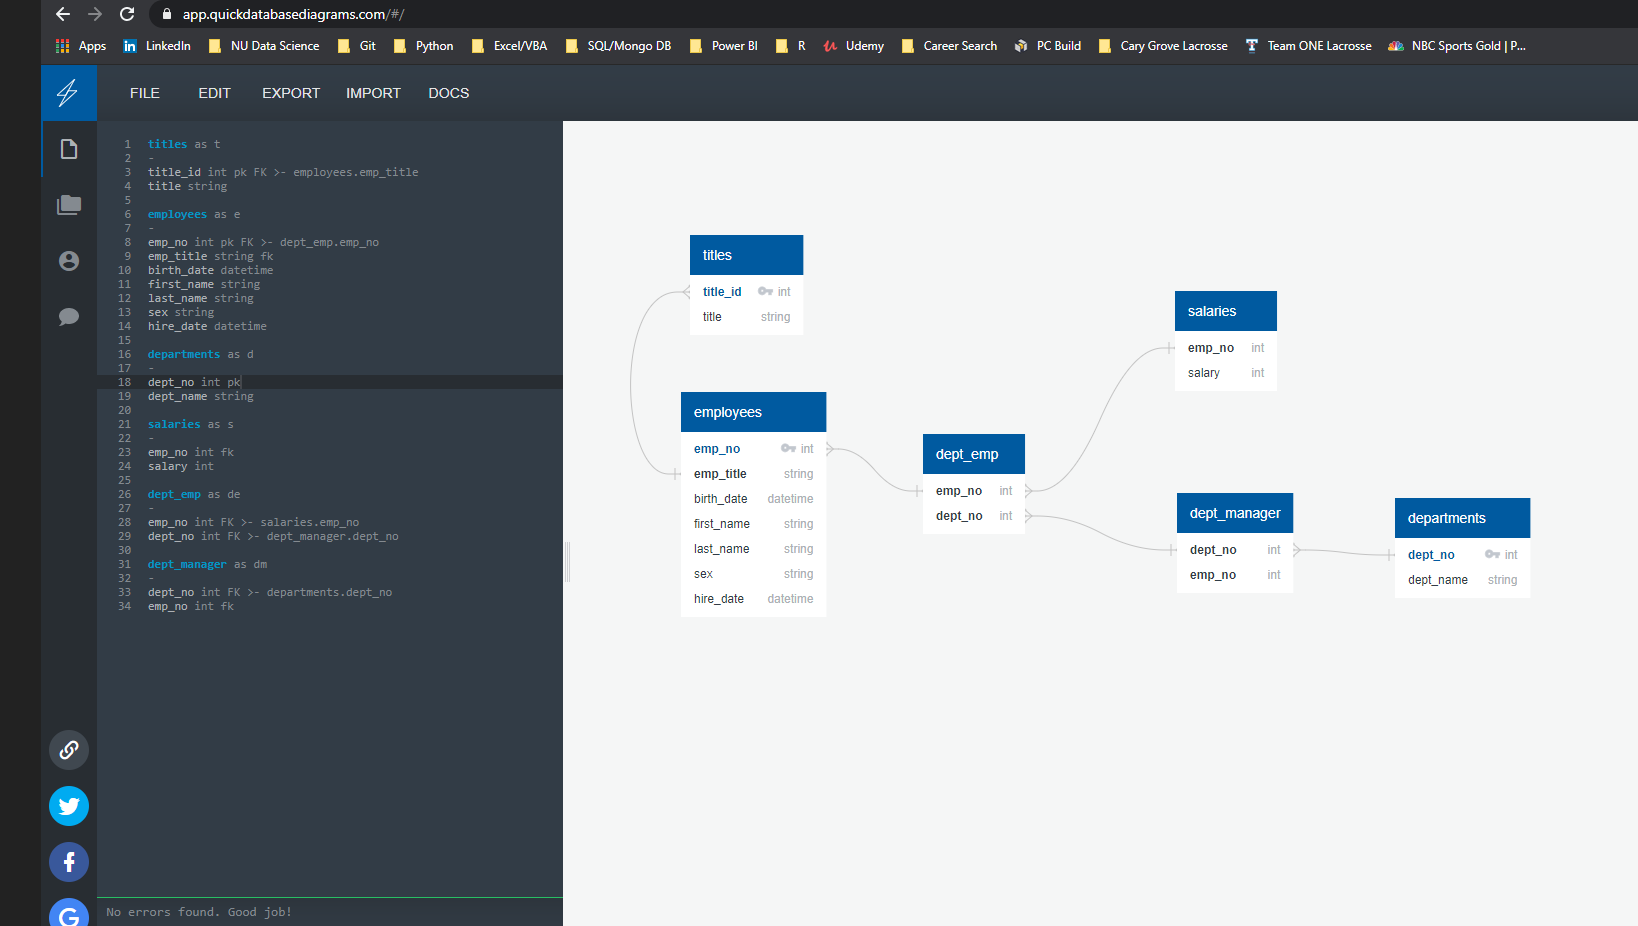 app.quickdatabasediagrams.com/#/
Apps LinkedIn NU Data Science Git Python Excel/VBA SQL/Mongo DB Power BI R Udemy Career Search PC Build Cary Grove Lacrosse Team ONE Lacrosse NBC Sports Gold | P...
FILE EDIT EXPORT IMPORT DOCS
1 titles as t
2 -
3 title_id int pk FK >- employees.emp_title
4 title string
5
6 employees as e
7 -
8 emp_no int pk FK >- dept_emp.emp_no
9 emp_title string fk
10 birth_date datetime
11 first_name string
12 last_name string
13 sex string
14 hire_date datetime
15
16 departments as d
17 -
18 dept_no int pk
19 dept_name string
20
21 salaries as s
22 -
23 emp_no int fk
24 salary int
25
26 dept_emp as de
27 -
28 emp_no int FK >- salaries.emp_no
29 dept_no int FK >- dept_manager.dept_no
30
31 dept_manager as dm
32 -
33 dept_no int FK >- departments.dept_no
34 emp_no int fk
No errors found. Good job!
titles
title_id int
title string
employees
emp_no int
emp_title string
birth_date datetime
first_name string
last_name string
sex string
hire_date datetime
dept_emp
emp_no int
dept_no int
salaries
emp_no int
salary int
dept_manager
dept_no int
emp_no int
departments
dept_no int
dept_name string